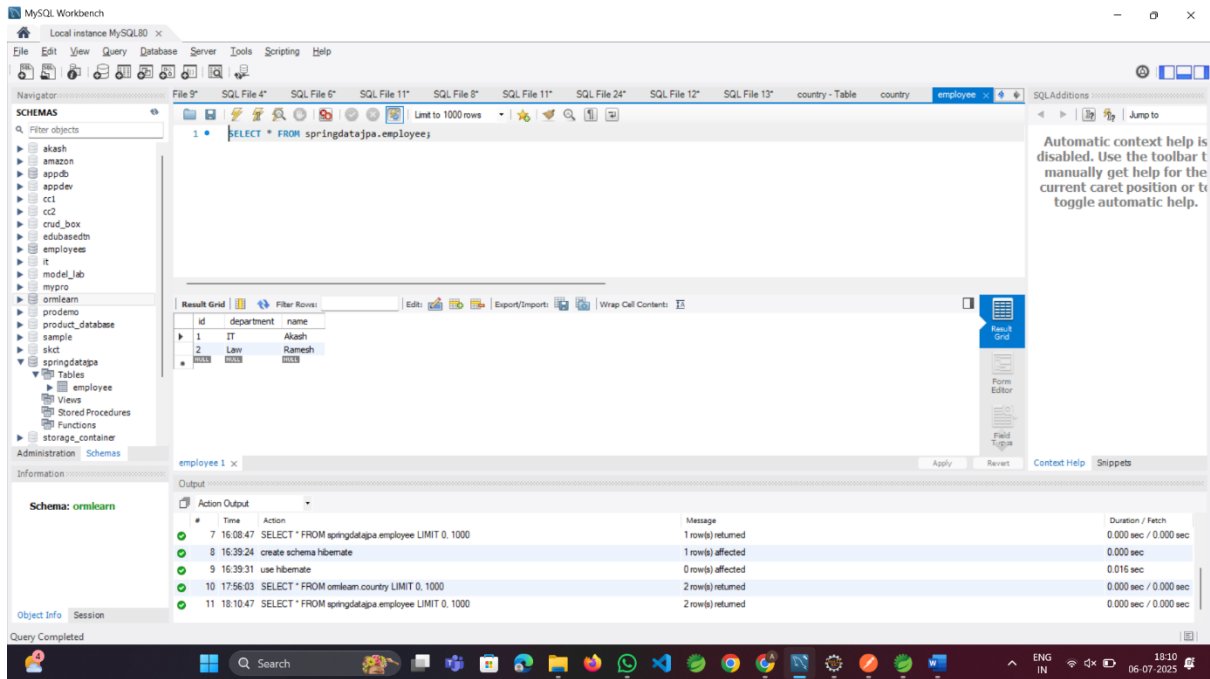 MySQL Workbench
Local instance MySQL80
File Edit View Query Database Server Tools Scripting Help
Navigator
SCHEMAS
Filter objects
akash
amazon
appdb
appdev
cc1
cc2
crud_box
edubasedtn
employees
it
model_lab
mypro
ormlearn
prodemo
product_database
sample
skct
springdatajpa
Tables
employee
Views
Stored Procedures
Functions
storage_container
Administration Schemas
Information
Schema: ormlearn
Object Info Session
Query Completed
File 9* SQL File 4* SQL File 6* SQL File 11* SQL File 8* SQL File 11* SQL File 24* SQL File 12* SQL File 13* country - Table country employee
Limit to 1000 rows
1 SELECT * FROM springdatajpa.employee;
Result Grid Filter Rows: Edit: Export/Import: Wrap Cell Content:
id department name
1 IT Akash
2 Law Ramesh
NULL NULL NULL
Result
Grid
Form
Editor
Field
employee 1
Apply Revert
Output
Action Output
# Time Action Message Duration / Fetch
7 16:08:47 SELECT * FROM springdatajpa.employee LIMIT 0, 1000 1 row(s) returned 0.000 sec / 0.000 sec
8 16:39:24 create schema hibernate 1 row(s) affected 0.000 sec
9 16:39:31 use hibernate 0 row(s) affected 0.016 sec
10 17:56:03 SELECT * FROM ormlearn.country LIMIT 0, 1000 2 row(s) returned 0.000 sec / 0.000 sec
11 18:10:47 SELECT * FROM springdatajpa.employee LIMIT 0, 1000 2 row(s) returned 0.000 sec / 0.000 sec
SQLAdditions
Jump to
Automatic context help is
disabled. Use the toolbar t
manually get help for the
current caret position or to
toggle automatic help.
Context Help Snippets
4
Search
ENG
IN
18:10
06-07-2025